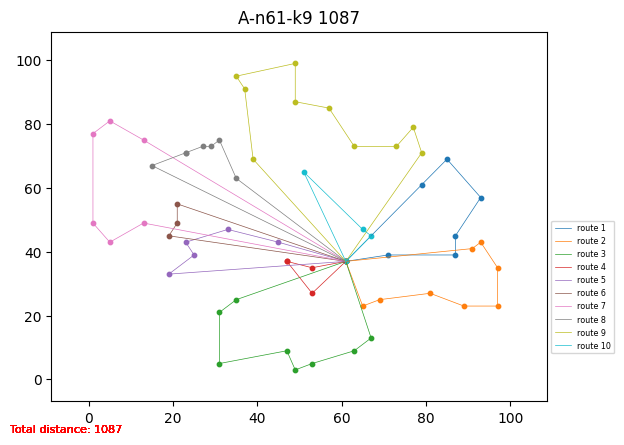 A-n61-k9 1087
100
80
60
40
20
0
0 20 40 60 80 100
route 1
route 2
route 3
route 4
route 5
route 6
route 7
route 8
route 9
route 10
Total distance: 1087